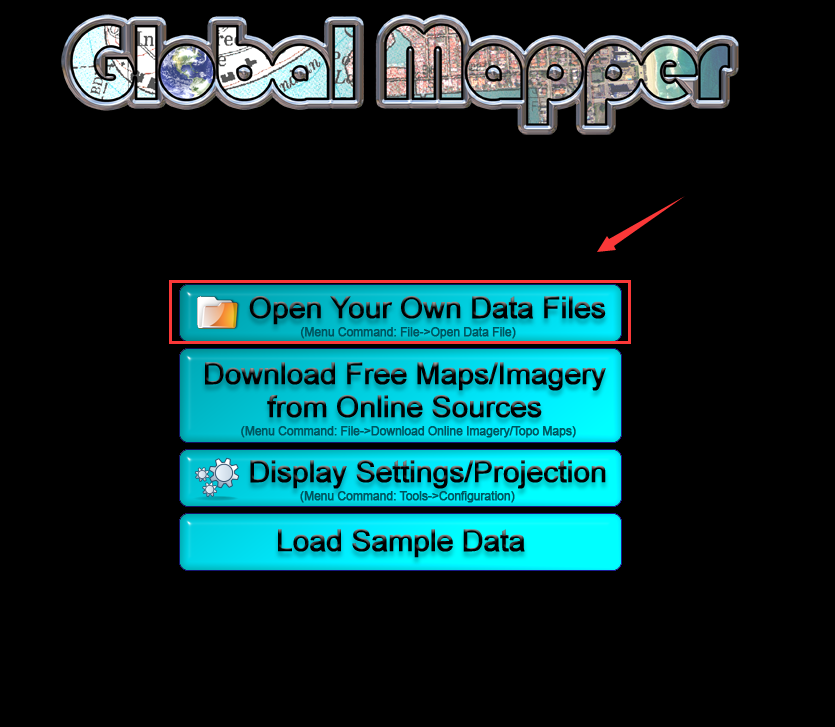 Global Mapper
Open Your Own Data Files
(Menu Command: File->Open Data File)
Download Free Maps/Imagery
from Online Sources
(Menu Command: File->Download Online Imagery/Topo Maps)
Display Settings/Projection
(Menu Command: Tools->Configuration)
Load Sample Data